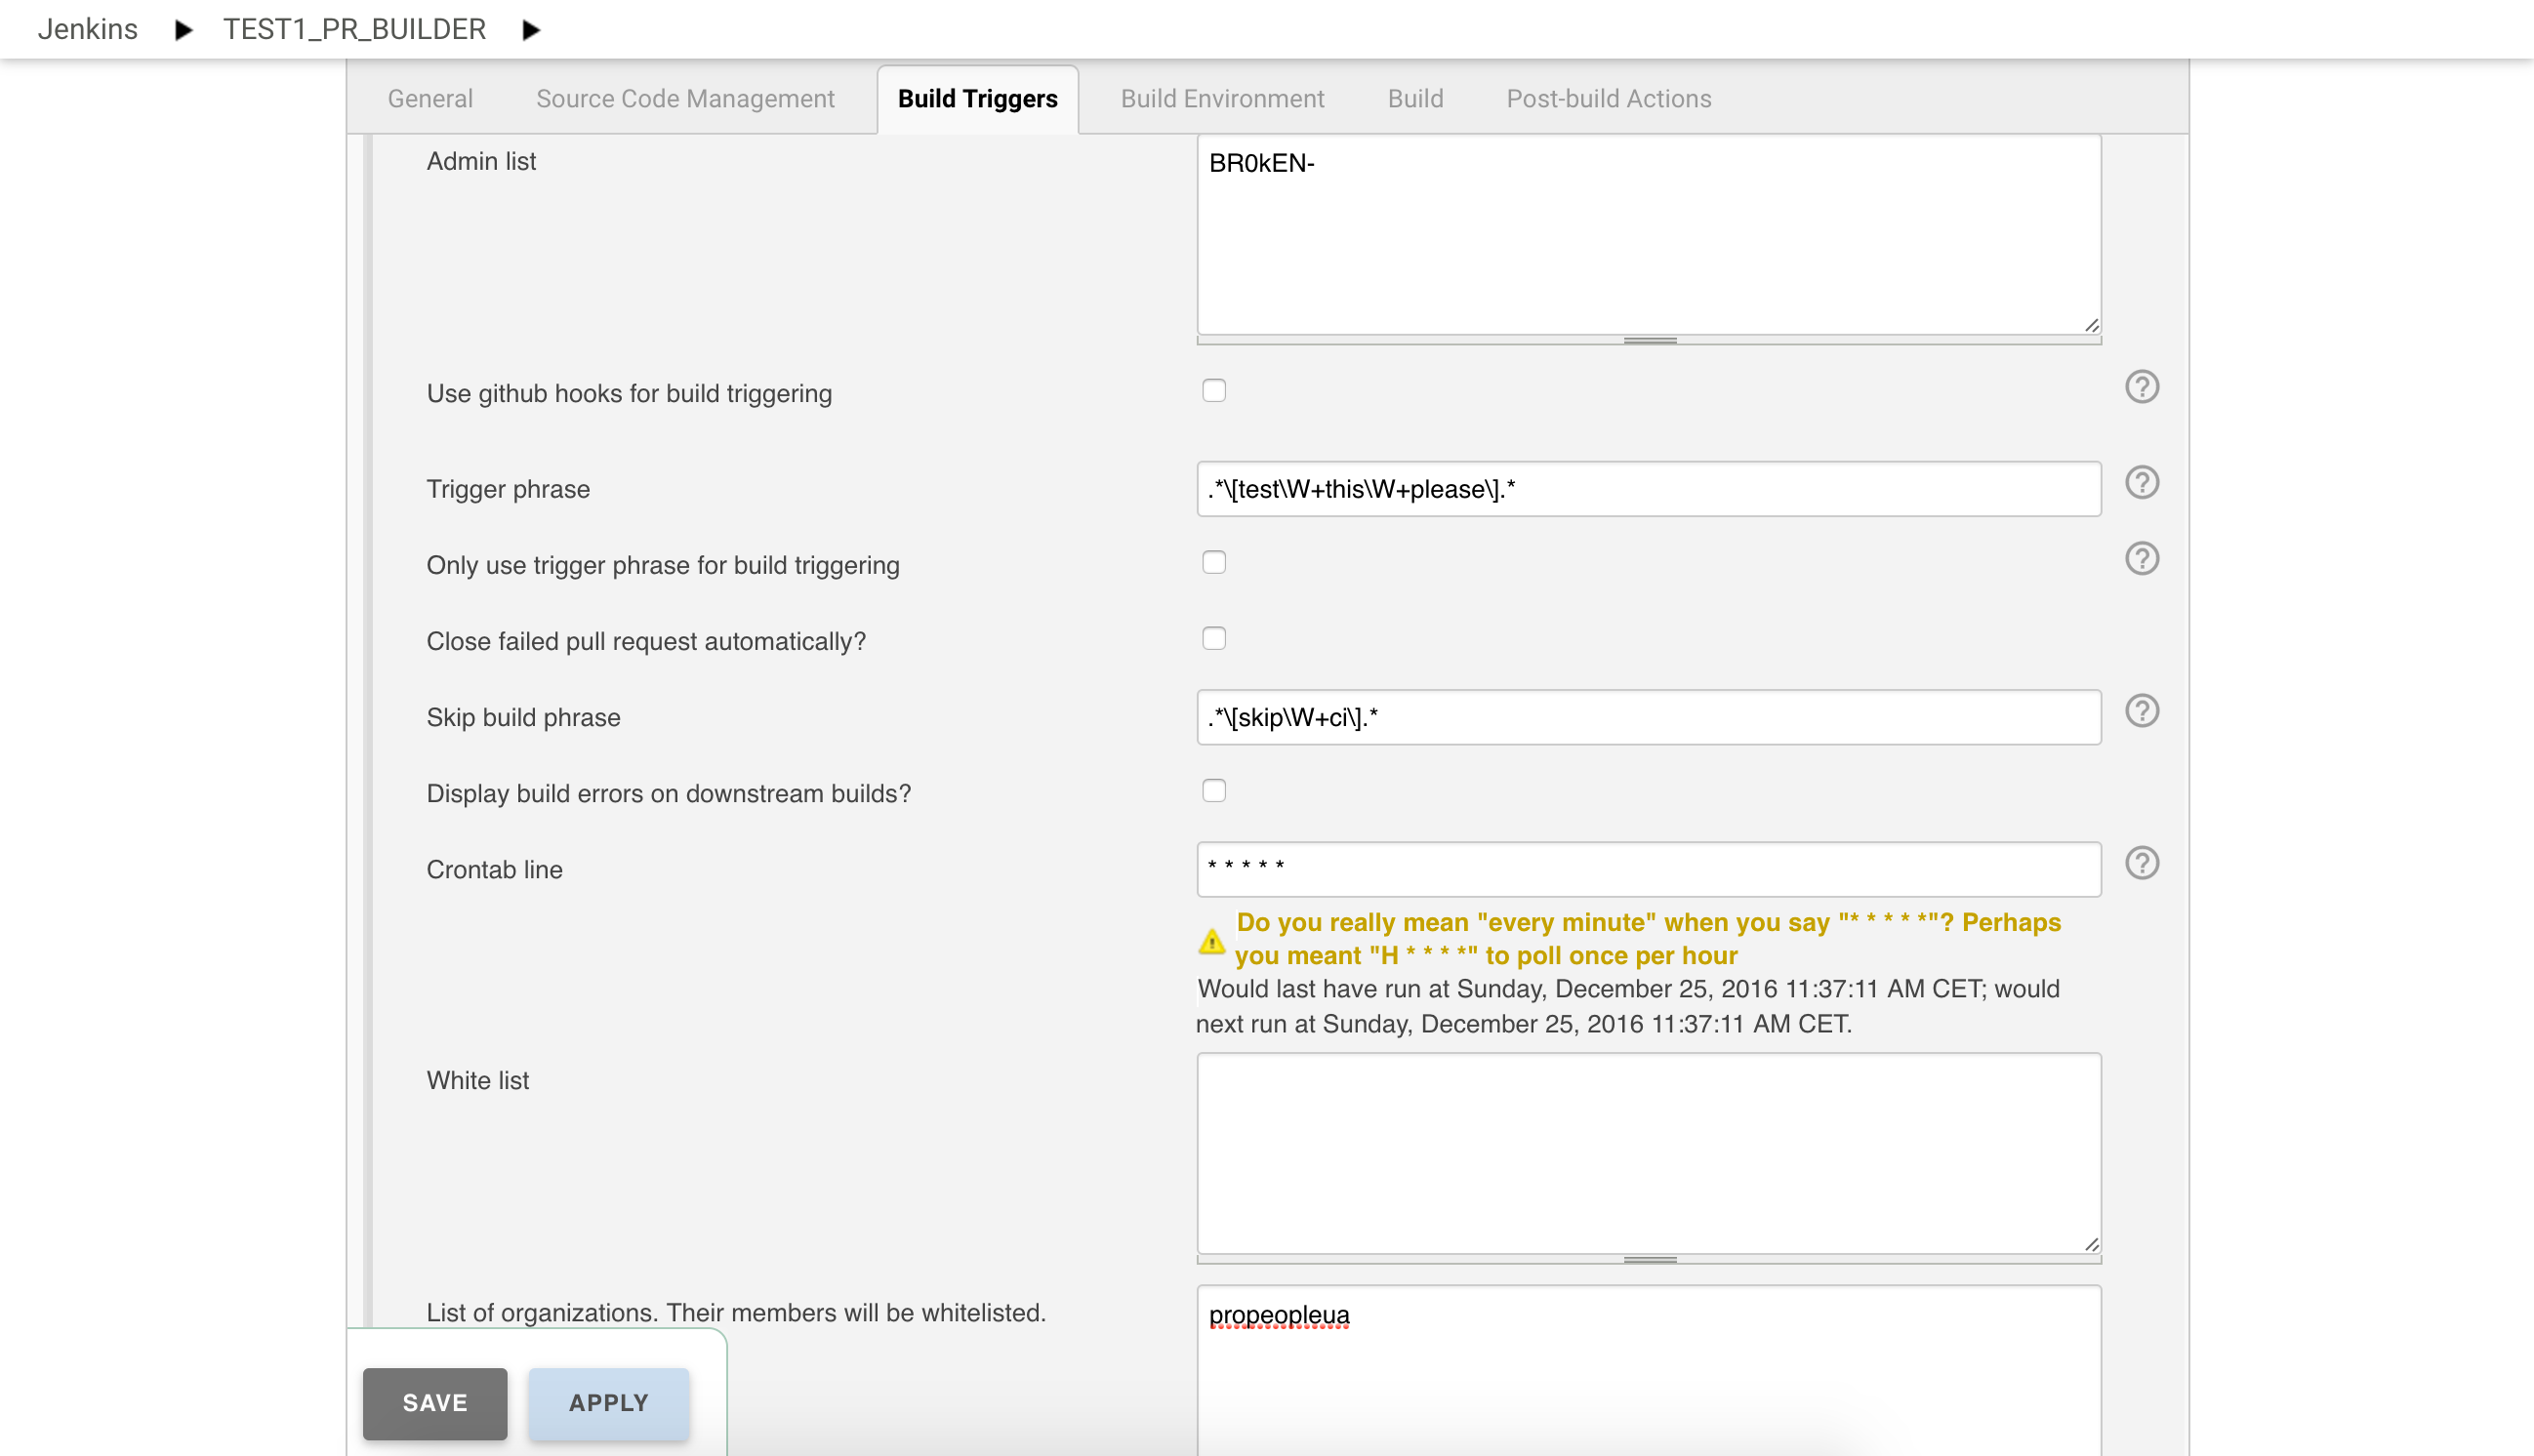 Jenkins TEST1_PR_BUILDER
General Source Code Management Build Triggers Build Environment Build Post-build Actions
Admin list
BR0kEN-
Use github hooks for build triggering
Trigger phrase
.*\[test\W+this\W+please\].*
Only use trigger phrase for build triggering
Close failed pull request automatically?
Skip build phrase
.*\[skip\W+ci\].*
Display build errors on downstream builds?
Crontab line
* * * * *
Do you really mean "every minute" when you say "* * * * *"? Perhaps
you meant "H * * * *" to poll once per hour
Would last have run at Sunday, December 25, 2016 11:37:11 AM CET; would
next run at Sunday, December 25, 2016 11:37:11 AM CET.
White list
List of organizations. Their members will be whitelisted.
propeopleua
SAVE APPLY